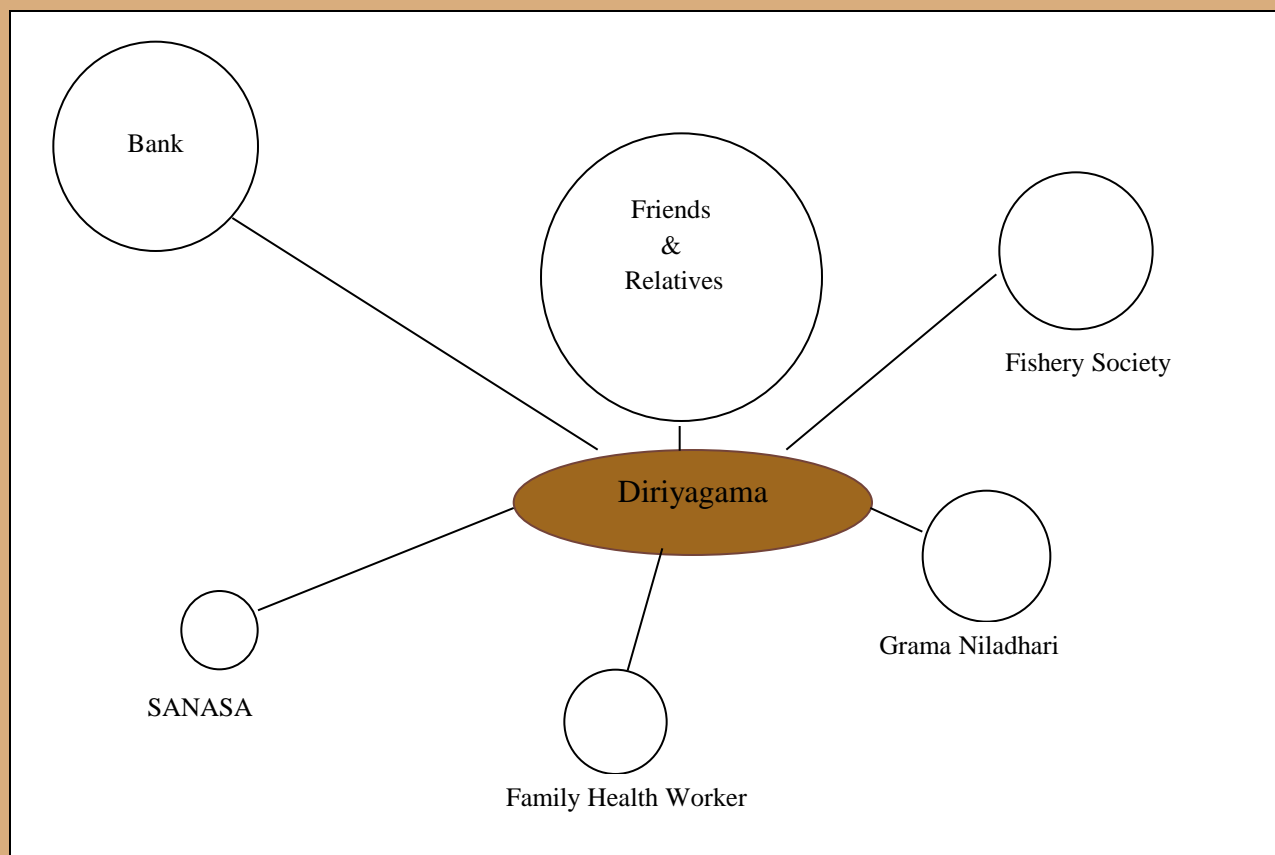 Bank
Friends
&
Relatives
Fishery Society
Diriyagama
Grama Niladhari
SANASA
Family Health Worker